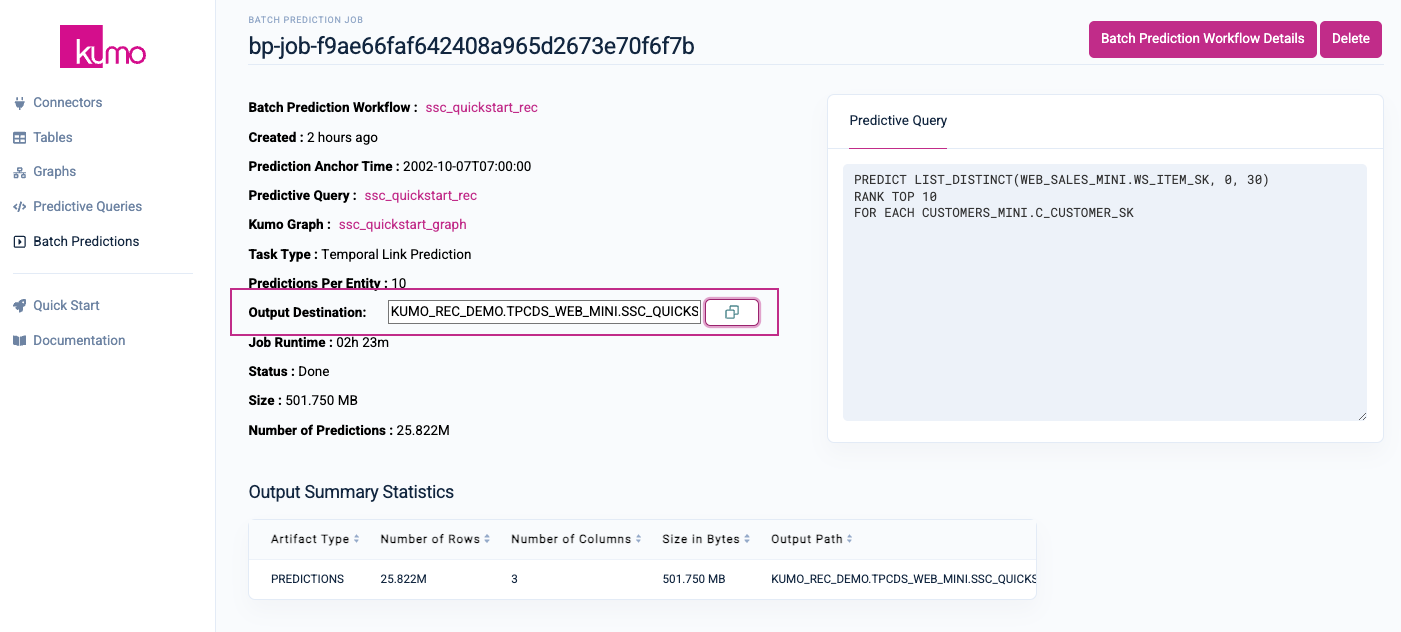 kumo
Connectors
Tables
Graphs
Predictive Queries
Batch Predictions
Quick Start
Documentation
BATCH PREDICTION JOB
bp-job-f9ae66faf642408a965d2673e70f6f7b
Batch Prediction Workflow Details
Delete
Batch Prediction Workflow : ssc_quickstart_rec
Created : 2 hours ago
Prediction Anchor Time : 2002-10-07T07:00:00
Predictive Query : ssc_quickstart_rec
Kumo Graph : ssc_quickstart_graph
Task Type : Temporal Link Prediction
Predictions Per Entity : 10
Output Destination: KUMO_REC_DEMO.TPCDS_WEB_MINI.SSC_QUICKS
Job Runtime : 02h 23m
Status : Done
Size : 501.750 MB
Number of Predictions : 25.822M
Predictive Query
PREDICT LIST_DISTINCT(WEB_SALES_MINI.WS_ITEM_SK, 0, 30)
RANK TOP 10
FOR EACH CUSTOMERS_MINI.C_CUSTOMER_SK
Output Summary Statistics
Artifact Type Number of Rows Number of Columns Size in Bytes Output Path
PREDICTIONS 25.822M 3 501.750 MB KUMO_REC_DEMO.TPCDS_WEB_MINI.SSC_QUICKS